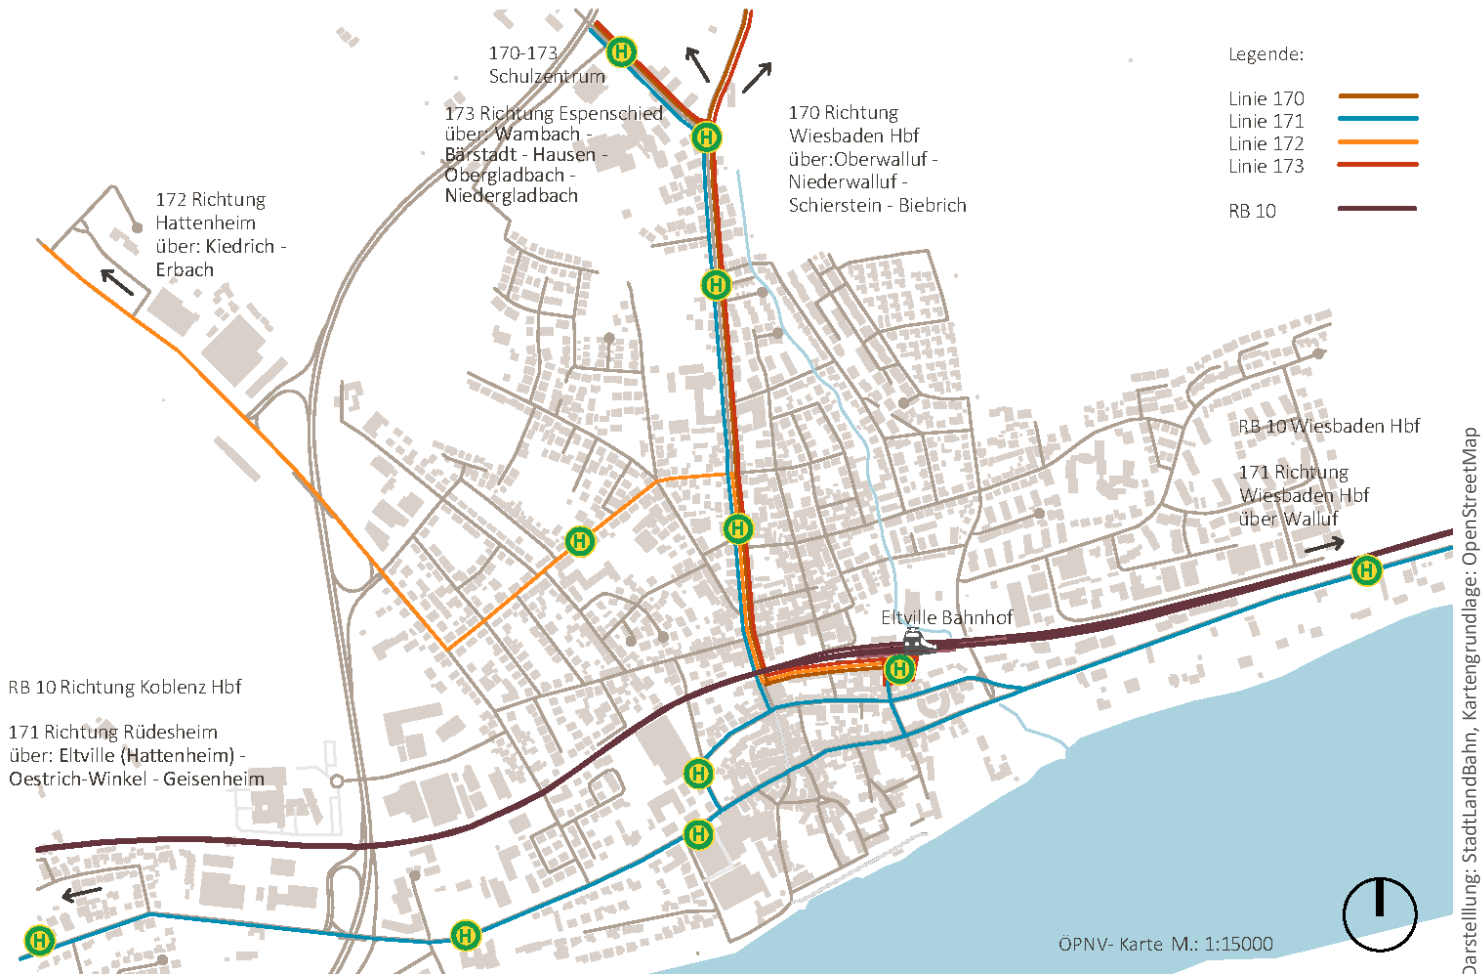 170-173
Schulzentrum
173 Richtung Espenschied
über: Wambach -
Bärstadt - Hausen -
Obergladbach -
Niedergladbach
170 Richtung
Wiesbaden Hbf
über:Oberwalluf -
Niederwalluf -
Schierstein - Biebrich
Legende:
Linie 170
Linie 171
Linie 172
Linie 173
RB 10
172 Richtung
Hattenheim
über: Kiedrich -
Erbach
H
H
H
H
H
RB 10 Wiesbaden Hbf
171 Richtung
Wiesbaden Hbf
über Walluf
H
Eltville Bahnhof
H
RB 10 Richtung Koblenz Hbf
171 Richtung Rüdesheim
über: Eltville (Hattenheim) -
Oestrich-Winkel - Geisenheim
H
H
H
H
ÖPNV- Karte M.: 1:15000
Darstelllung: StadtLandBahn, Kartengrundlage: OpenStreetMap